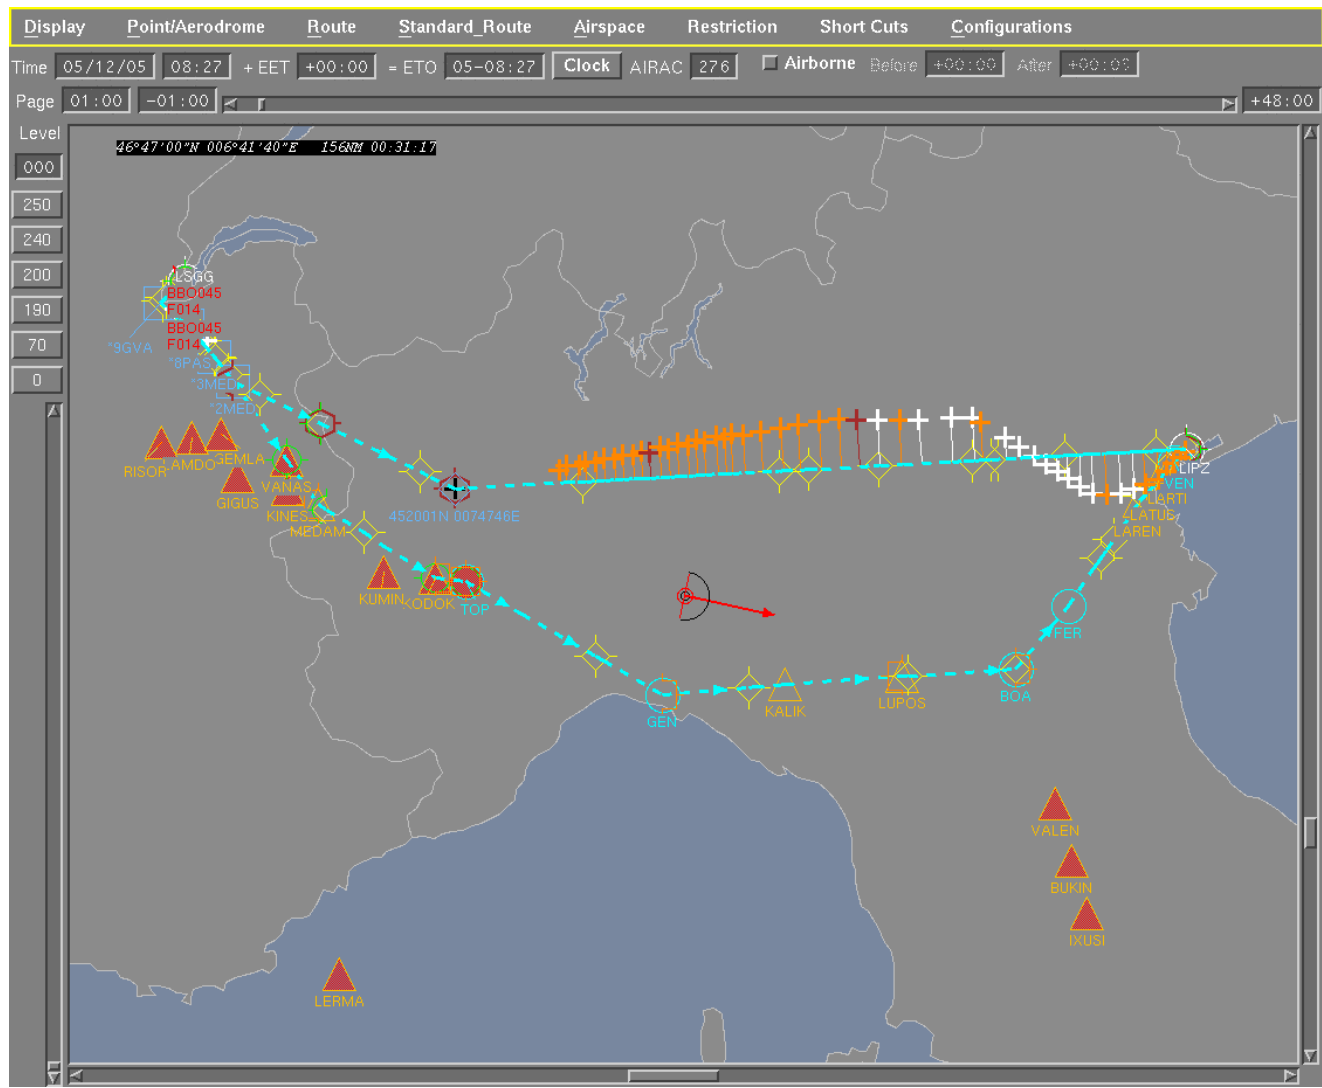 Display Point/Aerodrome Route Standard_Route Airspace Restriction Short Cuts Configurations
Time 05/12/05 08:27 + EET +00:00 = ETO 05-08:27 Clock AIRAC 276 Airborne Before +00:00 After
Page 01:00 -01:00 +48:00
Level
46°47'00"N 006°41'40"E 156NM 00:31:17
000
250
240
200
190
70
0
LSGG
BBO045
F014
BBO045
F014
*9GVA
*8PAS
*3MED
*2MED
RISOR
LAMDO
GEMLA
GIGUS
VANAS
KINES
MEDAM
452001N 0074746E
LIPZ
VEN
LARTI
LATUE
LAREN
KUMIN
KODOK
TOP
FER
GEN
KALIK
LUPOS
BOA
VALEN
BUKIN
IXUSI
LERMA